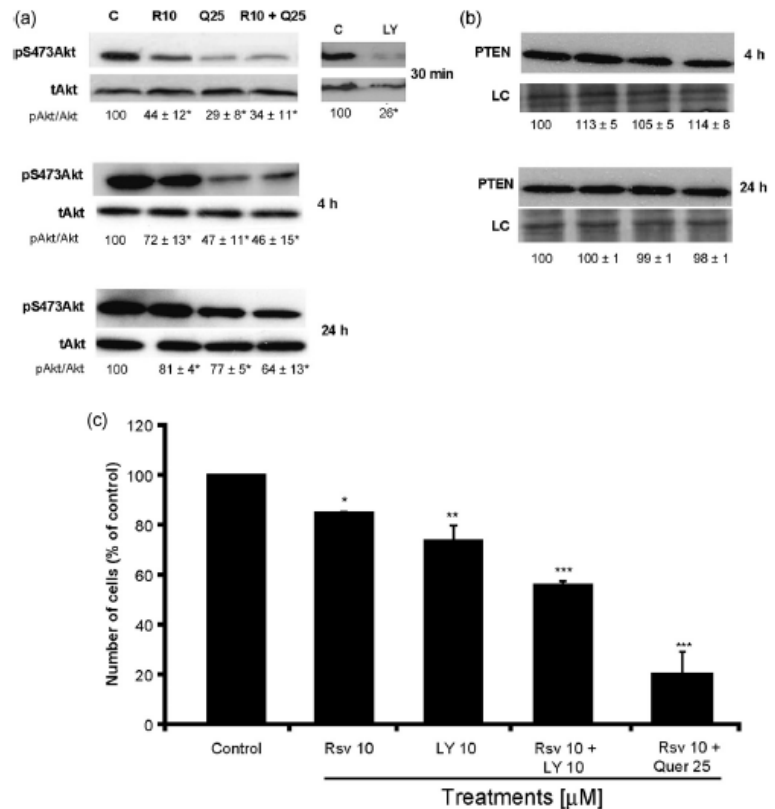 (a)
C R10 Q25 R10 + Q25
pS473Akt
tAkt
pAkt/Akt 100 44 ± 12* 29 ± 8* 34 ± 11*
C LY
100 26*
30 min
pS473Akt
tAkt
pAkt/Akt 100 72 ± 13* 47 ± 11* 46 ± 15*
4 h
pS473Akt
tAkt
pAkt/Akt 100 81 ± 4* 77 ± 5* 64 ± 13*
24 h
(b)
PTEN
LC
100 113 ± 5 105 ± 5 114 ± 8
4 h
PTEN
LC
100 100 ± 1 99 ± 1 98 ± 1
24 h
(c)
Number of cells (% of control)
120
100
80
60
40
20
0
*
**
***
***
Control
Rsv 10
LY 10
Rsv 10 +
LY 10
Rsv 10 +
Quer 25
Treatments [µM]